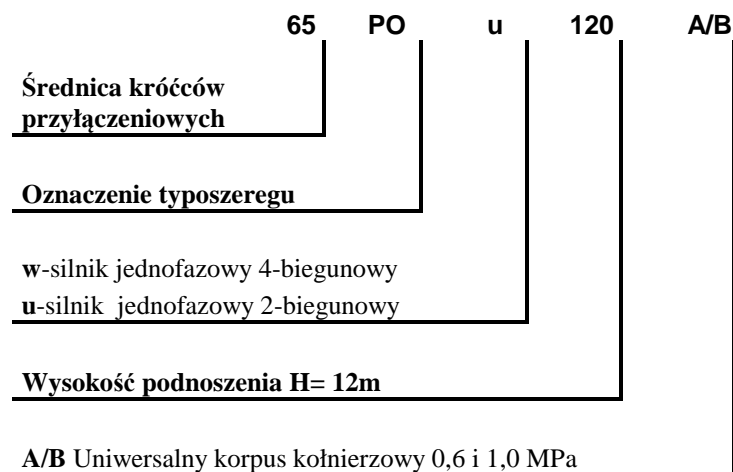 65 PO u 120 A/B
Średnica króćców
przyłączeniowych
Oznaczenie typoszeregu
w-silnik jednofazowy 4-biegunowy
u-silnik jednofazowy 2-biegunowy
Wysokość podnoszenia H= 12m
A/B Uniwersalny korpus kołnierzowy 0,6 i 1,0 MPa